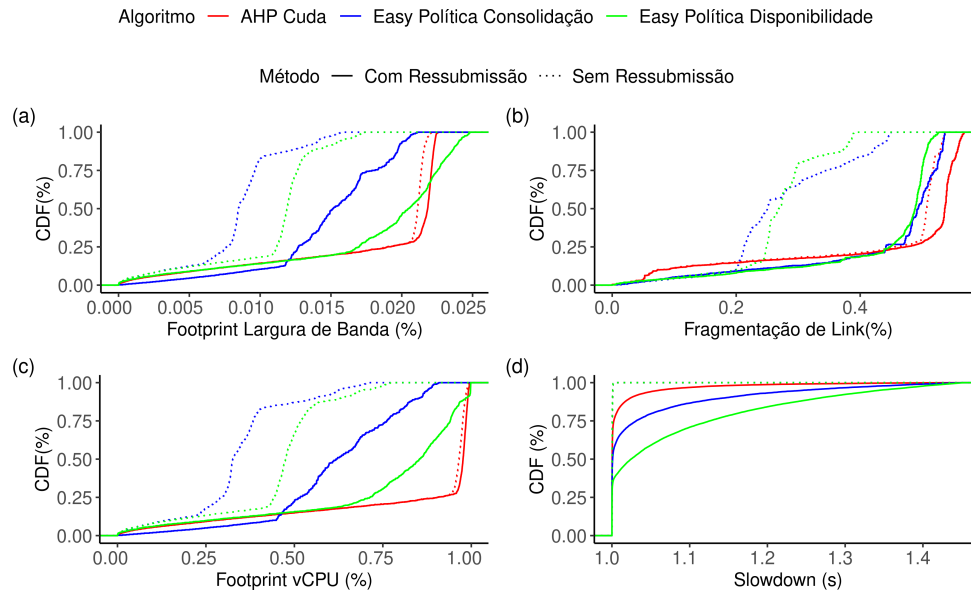 Algoritmo AHP Cuda Easy Política Consolidação Easy Política Disponibilidade
Método Com Ressubmissão Sem Ressubmissão
(a)
CDF(%)
1.00
0.75
0.50
0.25
0.00
0.000 0.005 0.010 0.015 0.020 0.025
Footprint Largura de Banda (%)
(b)
CDF(%)
1.00
0.75
0.50
0.25
0.00
0.0 0.2 0.4
Fragmentação de Link(%)
(c)
CDF(%)
1.00
0.75
0.50
0.25
0.00
0.00 0.25 0.50 0.75 1.00
Footprint vCPU (%)
(d)
CDF (%)
1.00
0.75
0.50
0.25
0.00
1.0 1.1 1.2 1.3 1.4
Slowdown (s)